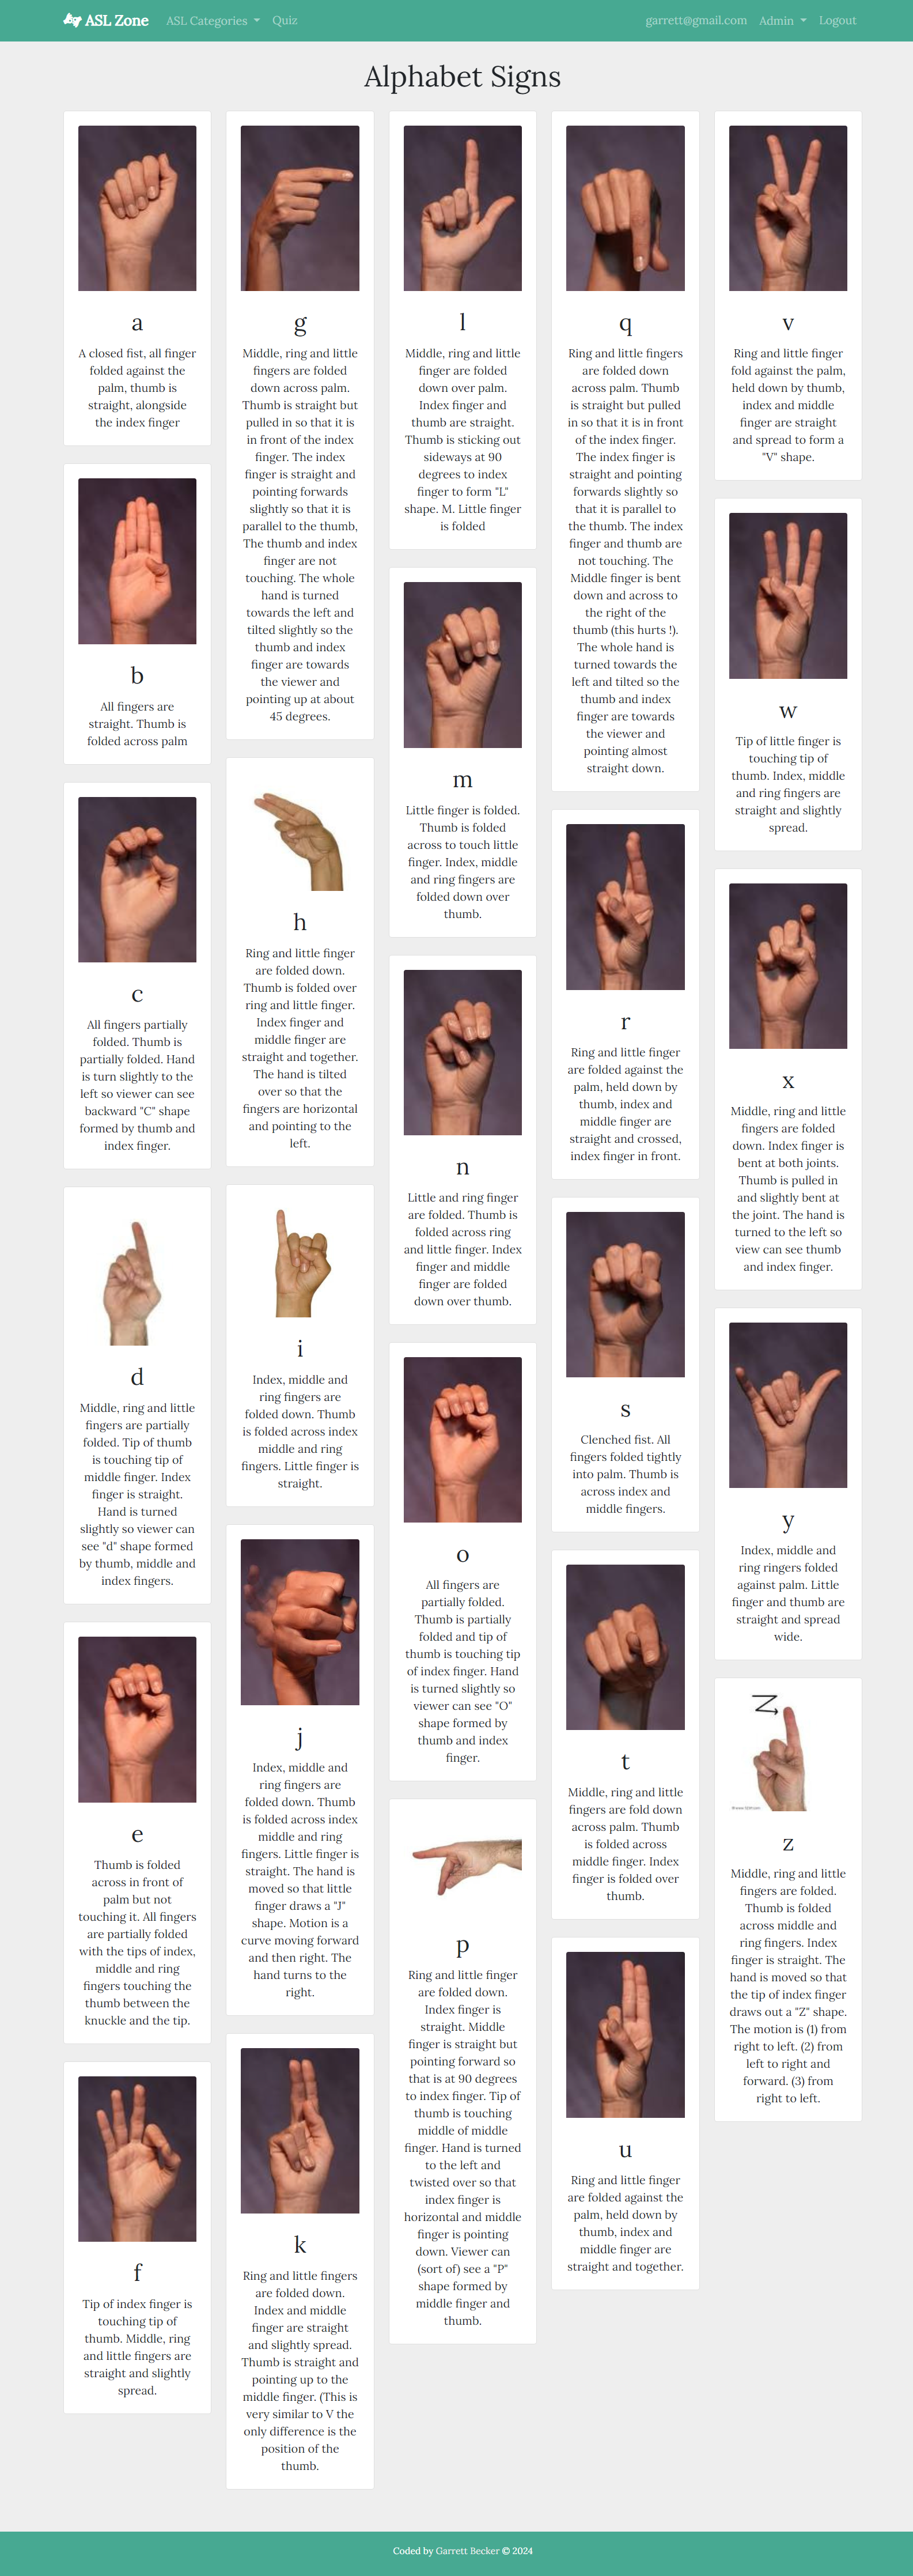 ASL Zone
ASL Categories
Quiz
garrett@gmail.com
Admin
Logout
Alphabet Signs
a
A closed fist, all finger
folded against the
palm, thumb is
straight, alongside
the index finger
b
All fingers are
straight. Thumb is
folded across palm
c
All fingers partially
folded. Thumb is
partially folded. Hand
is turn slightly to the
left so viewer can see
backward "C" shape
formed by thumb and
index finger.
d
Middle, ring and little
fingers are partially
folded. Tip of thumb
is touching tip of
middle finger. Index
finger is straight.
Hand is turned
slightly so viewer can
see "d" shape formed
by thumb, middle and
index fingers.
e
Thumb is folded
across in front of
palm but not
touching it. All fingers
are partially folded
with the tips of index,
middle and ring
fingers touching the
thumb between the
knuckle and the tip.
f
Tip of index finger is
touching tip of
thumb. Middle, ring
and little fingers are
straight and slightly
spread.
g
Middle, ring and little
fingers are folded
down across palm.
Thumb is straight but
pulled in so that it is
in front of the index
finger. The index
finger is straight and
pointing forwards
slightly so that it is
parallel to the thumb,
The thumb and index
finger are not
touching. The whole
hand is turned
towards the left and
tilted slightly so the
thumb and index
finger are towards
the viewer and
pointing up at about
45 degrees.
h
Ring and little finger
are folded down.
Thumb is folded over
ring and little finger.
Index finger and
middle finger are
straight and together.
The hand is tilted
over so that the
fingers are horizontal
and pointing to the
left.
i
Index, middle and
ring fingers are
folded down. Thumb
is folded across index
middle and ring
fingers. Little finger is
straight.
j
Index, middle and
ring fingers are
folded down. Thumb
is folded across index
middle and ring
fingers. Little finger is
straight. The hand is
moved so that little
finger draws a "J"
shape. Motion is a
curve moving forward
and then right. The
hand turns to the
right.
k
Ring and little fingers
are folded down.
Index and middle
finger are straight
and slightly spread.
Thumb is straight and
pointing up to the
middle finger. (This is
very similar to V the
only difference is the
position of the
thumb.
l
Middle, ring and little
finger are folded
down over palm.
Index finger and
thumb are straight.
Thumb is sticking out
sideways at 90
degrees to index
finger to form "L"
shape. M. Little finger
is folded
m
Little finger is folded.
Thumb is folded
across to touch little
finger. Index, middle
and ring fingers are
folded down over
thumb.
n
Little and ring finger
are folded. Thumb is
folded across ring
and little finger. Index
finger and middle
finger are folded
down over thumb.
o
All fingers are
partially folded.
Thumb is partially
folded and tip of
thumb is touching tip
of index finger. Hand
is turned slightly so
viewer can see "O"
shape formed by
thumb and index
finger.
p
Ring and little finger
are folded down.
Index finger is
straight. Middle
finger is straight but
pointing forward so
that is at 90 degrees
to index finger. Tip of
thumb is touching
middle of middle
finger. Hand is turned
to the left and
twisted over so that
index finger is
horizontal and middle
finger is pointing
down. Viewer can
(sort of) see a "P"
shape formed by
middle finger and
thumb.
q
Ring and little fingers
are folded down
across palm. Thumb
is straight but pulled
in so that it is in front
of the index finger.
The index finger is
straight and pointing
forwards slightly so
that it is parallel to
the thumb. The index
finger and thumb are
not touching. The
Middle finger is bent
down and across to
the right of the
thumb (this hurts !).
The whole hand is
turned towards the
left and tilted so the
thumb and index
finger are towards
the viewer and
pointing almost
straight down.
r
Ring and little finger
are folded against the
palm, held down by
thumb, index and
middle finger are
straight and crossed,
index finger in front.
s
Clenched fist. All
fingers folded tightly
into palm. Thumb is
across index and
middle fingers.
t
Middle, ring and little
fingers are fold down
across palm. Thumb
is folded across
middle finger. Index
finger is folded over
thumb.
u
Ring and little finger
are folded against the
palm, held down by
thumb, index and
middle finger are
straight and together.
v
Ring and little finger
fold against the palm,
held down by thumb,
index and middle
finger are straight
and spread to form a
"V" shape.
w
Tip of little finger is
touching tip of
thumb. Index, middle
and ring fingers are
straight and slightly
spread.
x
Middle, ring and little
fingers are folded
down. Index finger is
bent at both joints.
Thumb is pulled in
and slightly bent at
the joint. The hand is
turned to the left so
view can see thumb
and index finger.
y
Index, middle and
ring ringers folded
against palm. Little
finger and thumb are
straight and spread
wide.
Z
z
Middle, ring and little
fingers are folded.
Thumb is folded
across middle and
ring fingers. Index
finger is straight. The
hand is moved so that
the tip of index finger
draws out a "Z" shape.
The motion is (1) from
right to left. (2) from
left to right and
forward. (3) from
right to left.
Coded by Garrett Becker © 2024